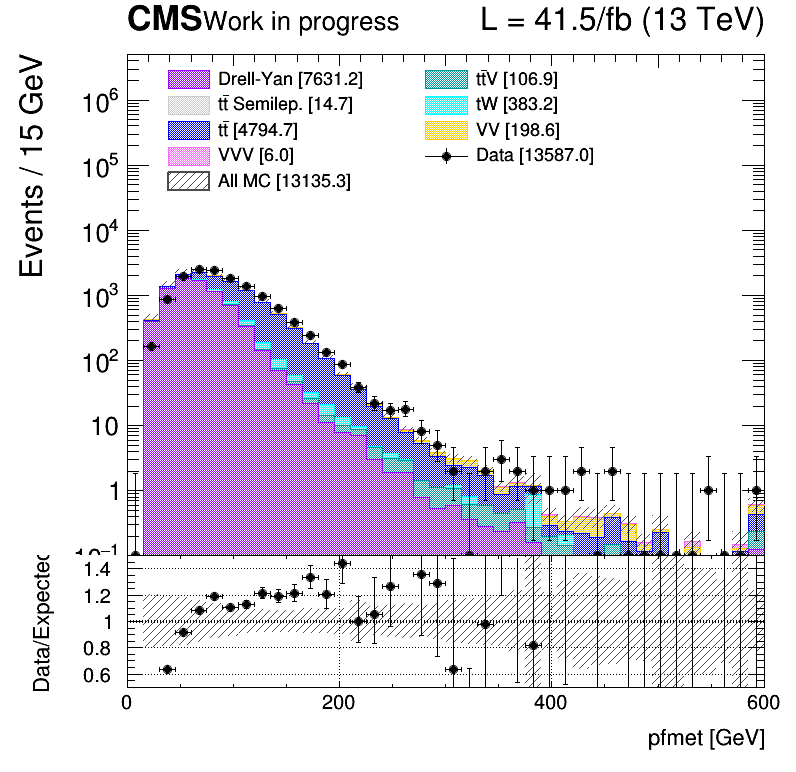 CMS Work in progress L = 41.5/fb (13 TeV)
Events / 15 GeV
Drell-Yan [7631.2]
tt̄ Semilep. [14.7]
tt̄ [4794.7]
VVV [6.0]
All MC [13135.3]
tt̄V [106.9]
tW [383.2]
VV [198.6]
Data [13587.0]
10⁶
10⁵
10⁴
10³
10²
10
1
10⁻¹
Data/Expected
1.4
1.2
1
0.8
0.6
0 200 400 600
pfmet [GeV]